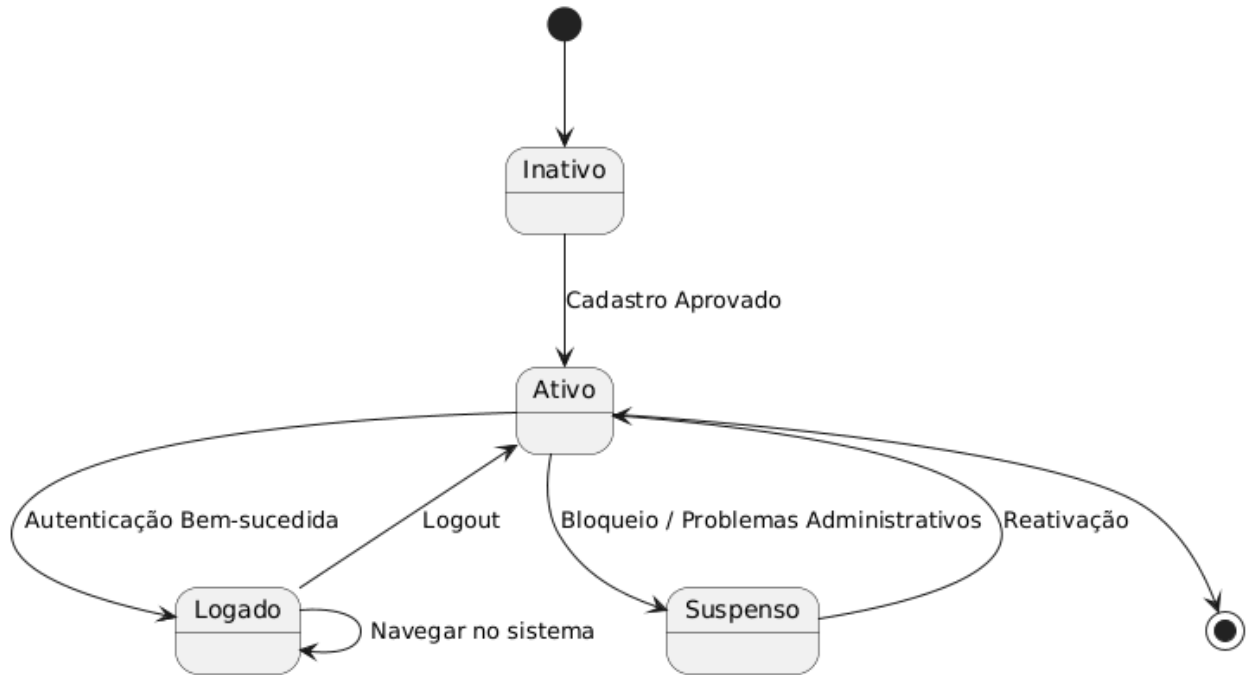 Inativo
Cadastro Aprovado
Ativo
Autenticação Bem-sucedida
Logout
Bloqueio / Problemas Administrativos
Reativação
Logado
Navegar no sistema
Suspenso